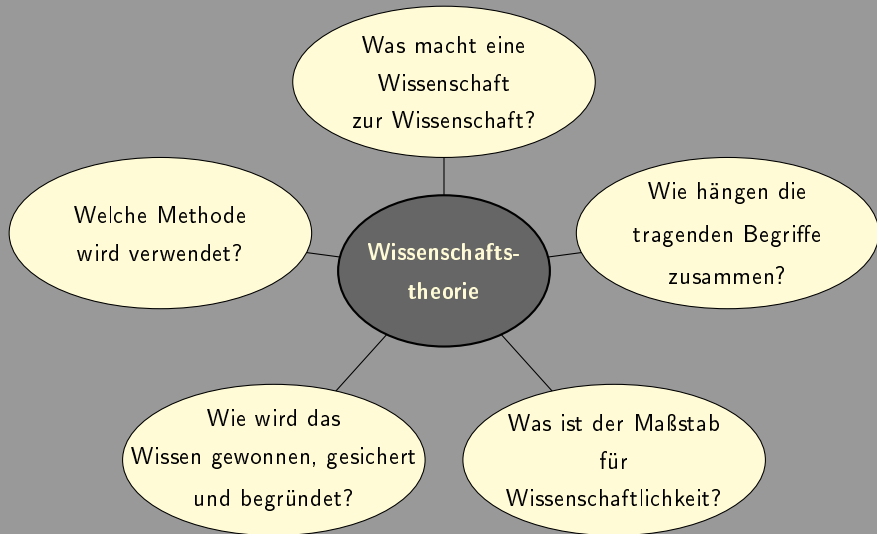 Was macht eine
Wissenschaft
zur Wissenschaft?
Welche Methode
wird verwendet?
Wie hängen die
tragenden Begriffe
zusammen?
Wissenschafts-
theorie
Wie wird das
Wissen gewonnen, gesichert
und begründet?
Was ist der Maßstab
für
Wissenschaftlichkeit?